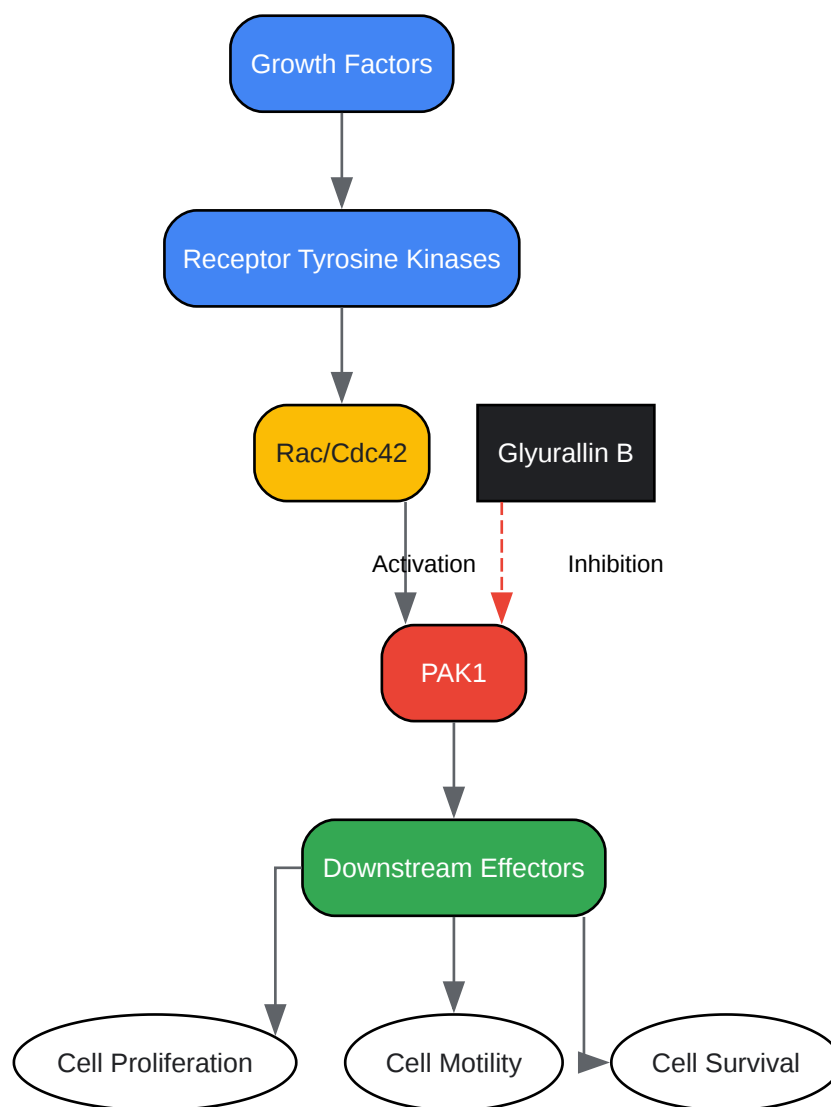 Growth Factors
Receptor Tyrosine Kinases
Rac/Cdc42
Glyurallin B
Activation
Inhibition
PAK1
Downstream Effectors
Cell Proliferation
Cell Motility
Cell Survival